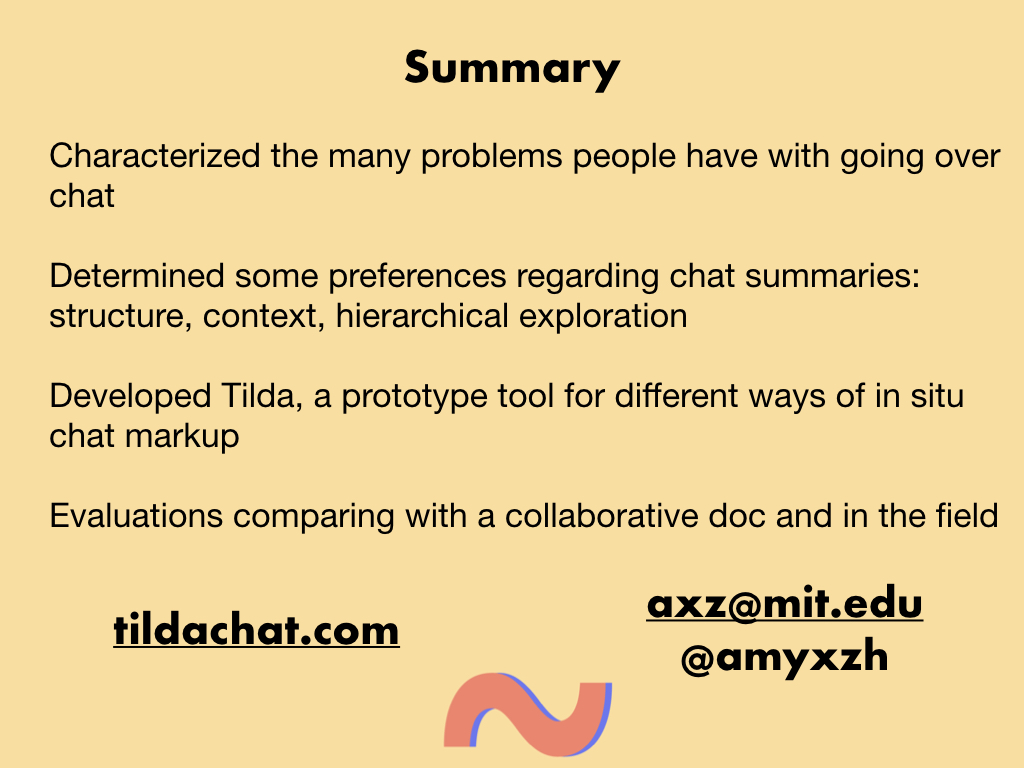 Summary
Characterized the many problems people have with going over
chat
Determined some preferences regarding chat summaries:
structure, context, hierarchical exploration
Developed Tilda, a prototype tool for different ways of in situ
chat markup
Evaluations comparing with a collaborative doc and in the field
tildachat.com
axz@mit.edu
@amyxzh